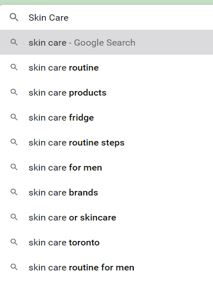 Skin Care
skin care - Google Search
skin care routine
skin care products
skin care fridge
skin care routine steps
skin care for men
skin care brands
skin care or skincare
skin care toronto
skin care routine for men